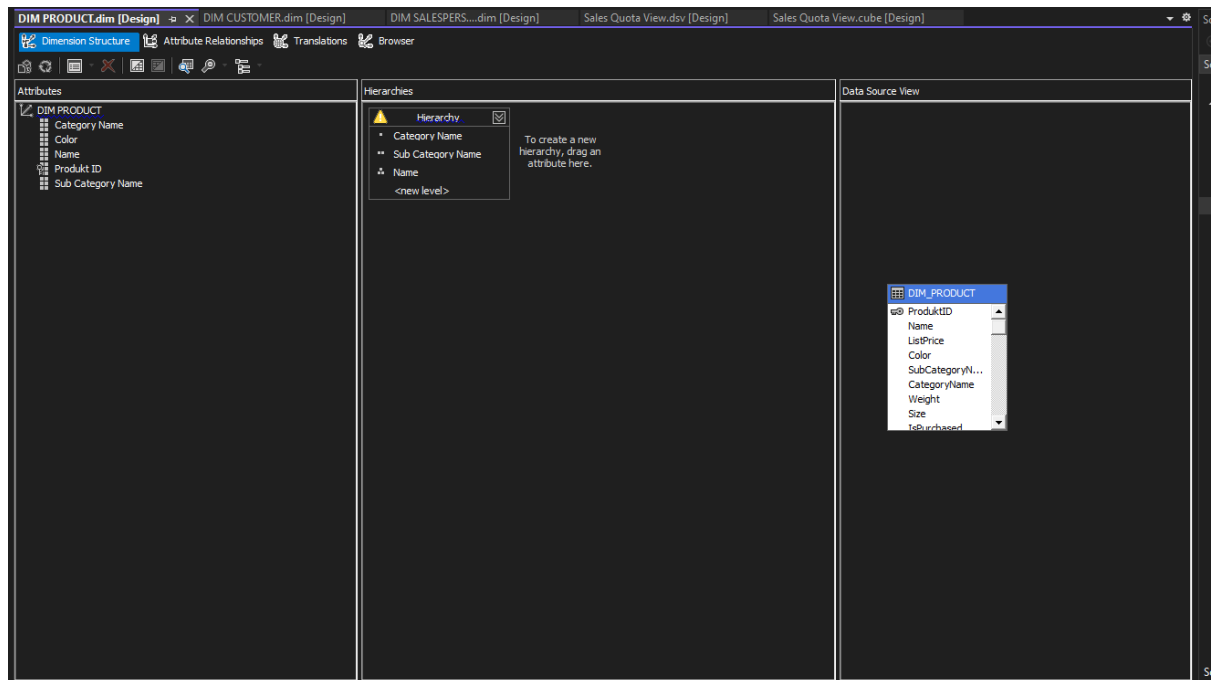 DIM PRODUCT.dim [Design] DIM CUSTOMER.dim [Design] DIM SALESPERS....dim [Design] Sales Quota View.dsv [Design] Sales Quota View.cube [Design]
Dimension Structure Attribute Relationships Translations Browser
Attributes Hierarchies Data Source View
DIM PRODUCT
Category Name
Color
Name
Produkt ID
Sub Category Name
Hierarchy
Category Name
Sub Category Name
Name
<new level>
To create a new
hierarchy, drag an
attribute here.
DIM_PRODUCT
ProduktID
Name
ListPrice
Color
SubCategoryN...
CategoryName
Weight
Size
IsPurchased